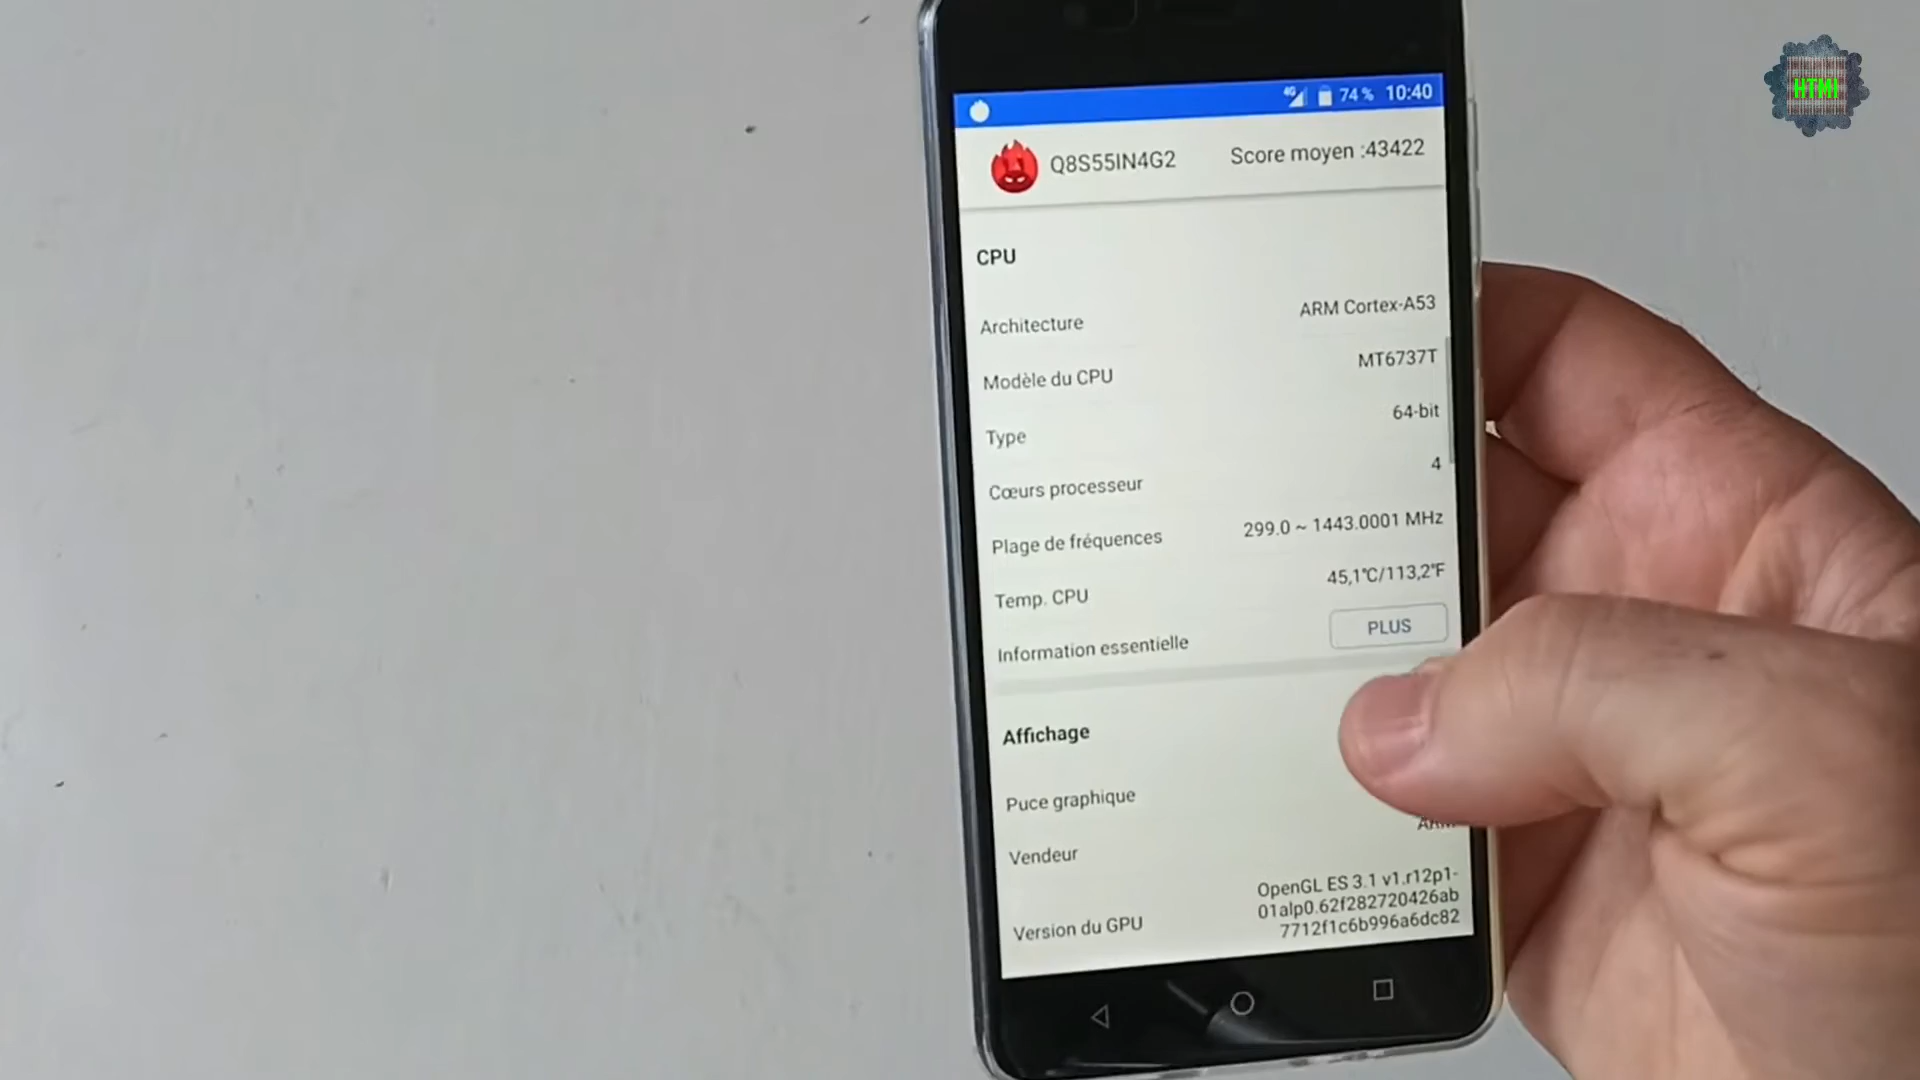 HTMI
4G 74 % 10:40
Q8S55IN4G2 Score moyen :43422
CPU
Architecture ARM Cortex-A53
Modèle du CPU MT6737T
Type 64-bit
Cœurs processeur 4
Plage de fréquences 299.0 ~ 1443.0001 MHz
Temp. CPU 45,1°C/113,2°F
Information essentielle PLUS
Affichage
Puce graphique
Vendeur
Version du GPU OpenGL ES 3.1 v1.r12p1-
01alp0.62f282720426ab
7712f1c6b996a6dc82